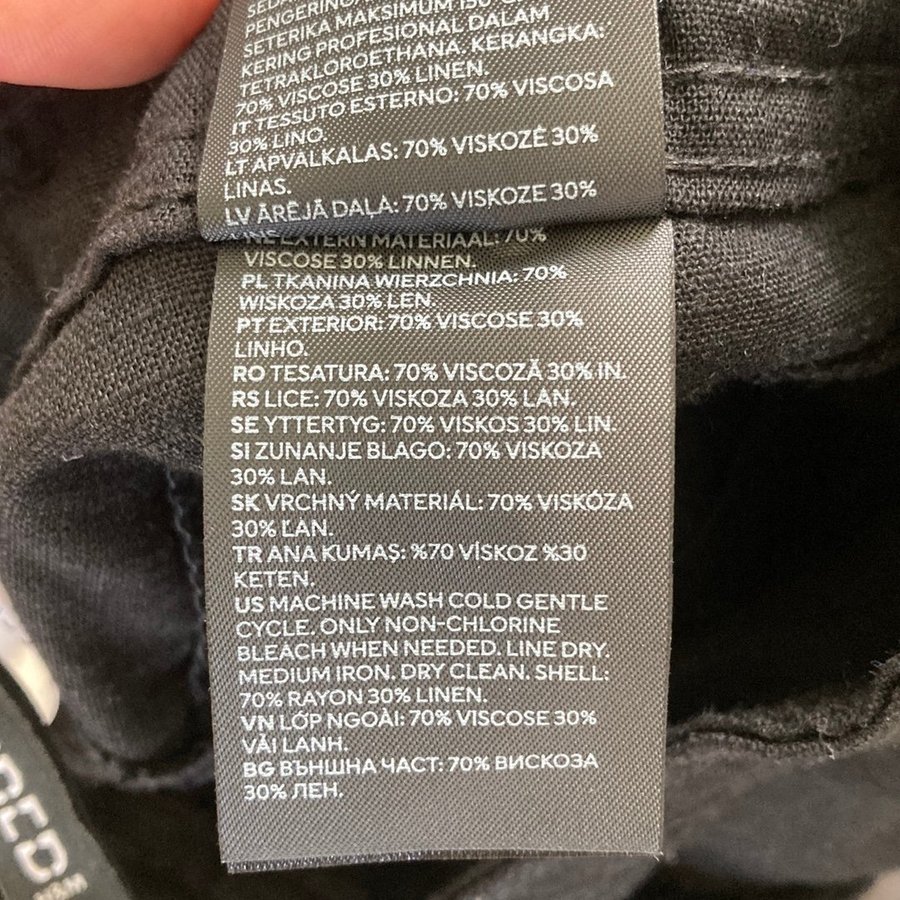 PENGERING
SETERIKA MAKSIMUM 150°C
KERING PROFESIONAL DALAM
TETRAKLOROETHANA. KERANGKA:
70% VISCOSE 30% LINEN.
IT TESSUTO ESTERNO: 70% VISCOSA
30% LINO.
LT APVALKALAS: 70% VISKOZĖ 30%
LINAS.
LV ĀRĒJĀ DAĻA: 70% VISKOZE 30%
NL EXTERN MATERIAAL: 70%
VISCOSE 30% LINNEN.
PL TKANINA WIERZCHNIA: 70%
WISKOZA 30% LEN.
PT EXTERIOR: 70% VISCOSE 30%
LINHO.
RO TESATURA: 70% VISCOZĂ 30% IN.
RS LICE: 70% VISKOZA 30% LAN.
SE YTTERTYG: 70% VISKOS 30% LIN.
SI ZUNANJE BLAGO: 70% VISKOZA
30% LAN.
SK VRCHNÝ MATERIÁL: 70% VISKÓZA
30% ĽAN.
TR ANA KUMAŞ: %70 VİSKOZ %30
KETEN.
US MACHINE WASH COLD GENTLE
CYCLE. ONLY NON-CHLORINE
BLEACH WHEN NEEDED. LINE DRY.
MEDIUM IRON. DRY CLEAN. SHELL:
70% RAYON 30% LINEN.
VN LỚP NGOÀI: 70% VISCOSE 30%
VẢI LANH.
BG ВЪНШНА ЧАСТ: 70% ВИСКОЗА
30% ЛЕН.
H&M